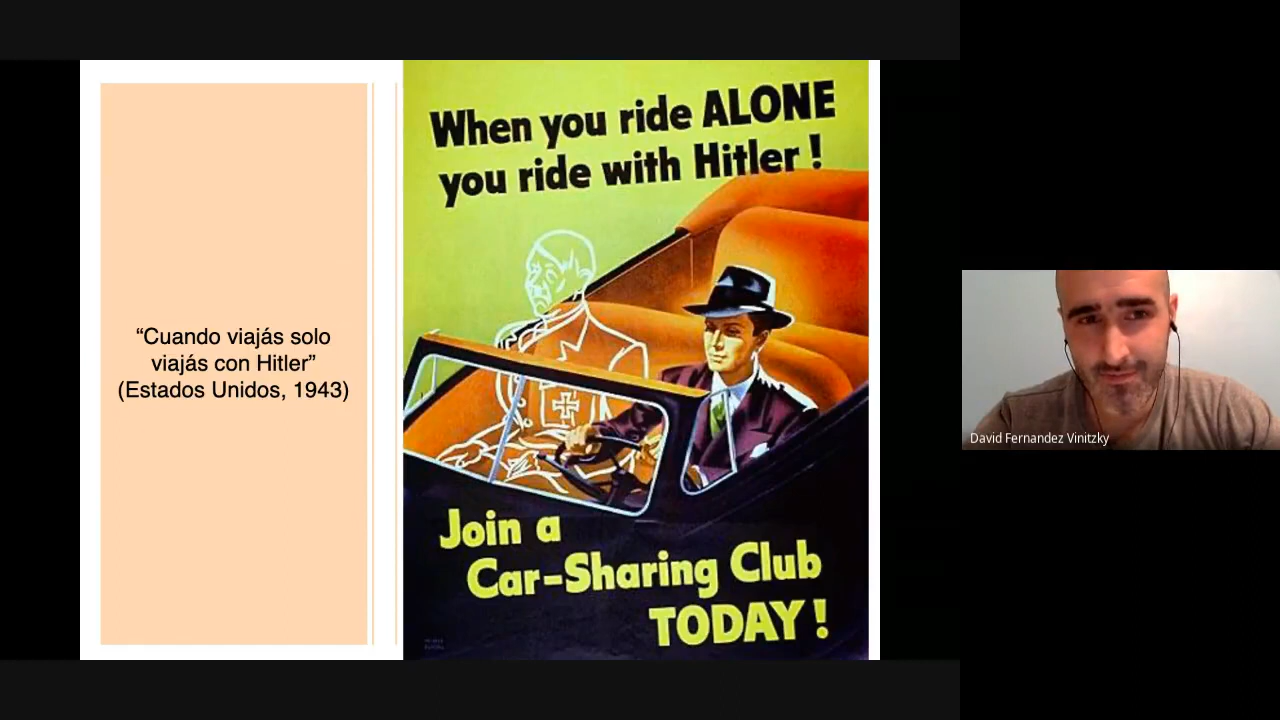 “Cuando viajás solo
viajás con Hitler”
(Estados Unidos, 1943)
When you ride ALONE
you ride with Hitler !
Join a
Car-Sharing Club
TODAY !
David Fernandez Vinitzky